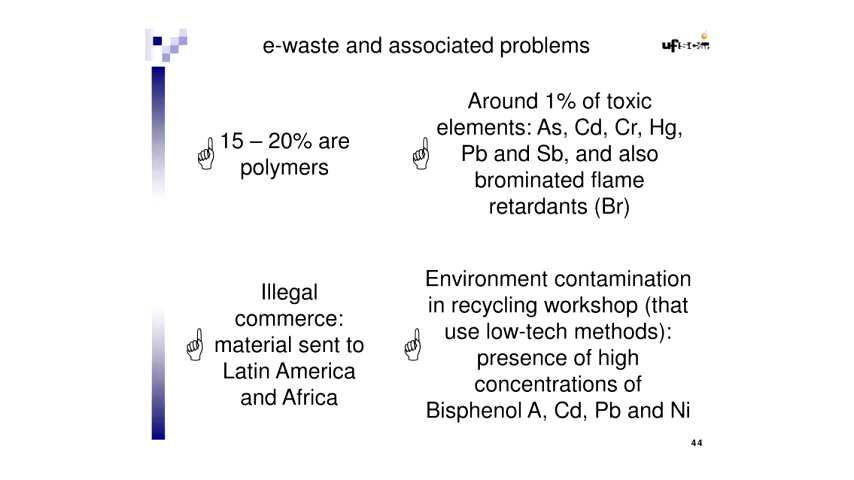 e-waste and associated problems
15 – 20% are
polymers
Around 1% of toxic
elements: As, Cd, Cr, Hg,
Pb and Sb, and also
brominated flame
retardants (Br)
Illegal
commerce:
material sent to
Latin America
and Africa
Environment contamination
in recycling workshop (that
use low-tech methods):
presence of high
concentrations of
Bisphenol A, Cd, Pb and Ni
44